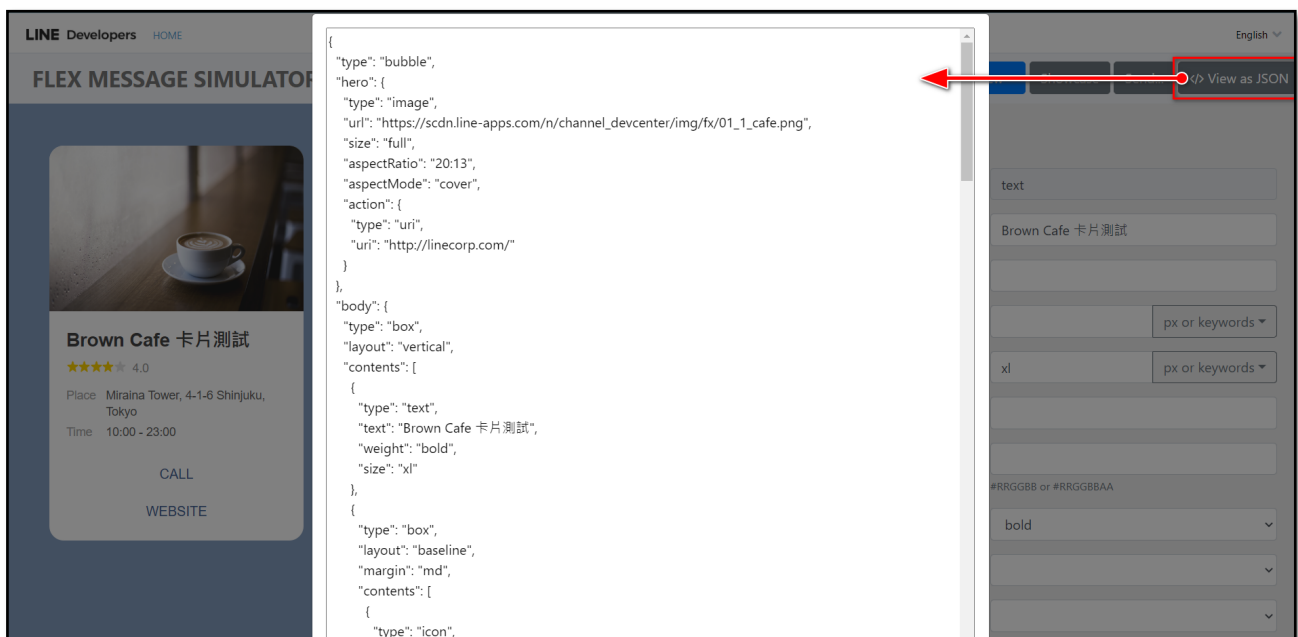 LINE Developers HOME
English
FLEX MESSAGE SIMULATOR
</> View as JSON
{
"type": "bubble",
"hero": {
"type": "image",
"url": "https://scdn.line-apps.com/n/channel_devcenter/img/fx/01_1_cafe.png",
"size": "full",
"aspectRatio": "20:13",
"aspectMode": "cover",
"action": {
"type": "uri",
"uri": "http://linecorp.com/"
}
},
"body": {
"type": "box",
"layout": "vertical",
"contents": [
{
"type": "text",
"text": "Brown Cafe 卡片測試",
"weight": "bold",
"size": "xl"
},
{
"type": "box",
"layout": "baseline",
"margin": "md",
"contents": [
{
"type": "icon",
Brown Cafe 卡片測試
4.0
Place Miraina Tower, 4-1-6 Shinjuku,
Tokyo
Time 10:00 - 23:00
CALL
WEBSITE
text
Brown Cafe 卡片測試
px or keywords
xl px or keywords
#RRGGBB or #RRGGBBAA
bold